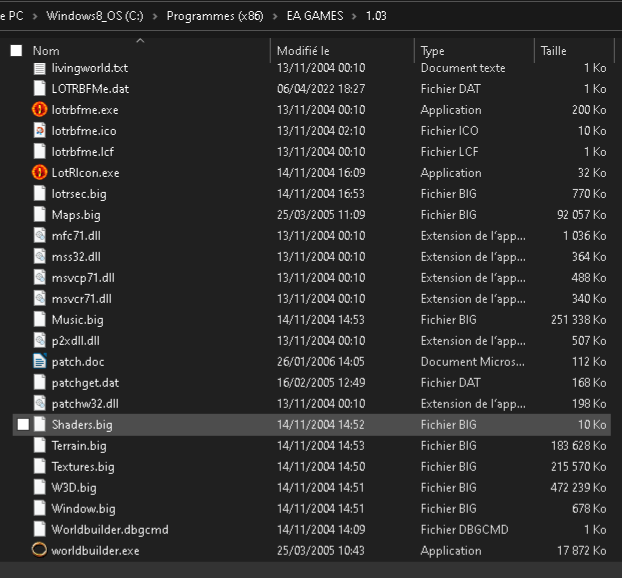 e PC > Windows8_OS (C:) > Programmes (x86) > EA GAMES > 1.03
Nom Modifié le Type Taille
livingworld.txt 13/11/2004 00:10 Document texte 1 Ko
LOTRBFMe.dat 06/04/2022 18:27 Fichier DAT 1 Ko
lotrbfme.exe 13/11/2004 00:10 Application 200 Ko
lotrbfme.ico 13/11/2004 02:10 Fichier ICO 10 Ko
lotrbfme.lcf 13/11/2004 00:10 Fichier LCF 1 Ko
LotRIcon.exe 14/11/2004 16:09 Application 32 Ko
lotrsec.big 14/11/2004 16:53 Fichier BIG 770 Ko
Maps.big 25/03/2005 11:09 Fichier BIG 92 057 Ko
mfc71.dll 13/11/2004 00:10 Extension de l'app... 1 036 Ko
mss32.dll 13/11/2004 00:10 Extension de l'app... 364 Ko
msvcp71.dll 13/11/2004 00:10 Extension de l'app... 488 Ko
msvcr71.dll 13/11/2004 00:10 Extension de l'app... 340 Ko
Music.big 14/11/2004 14:53 Fichier BIG 251 338 Ko
p2xdll.dll 13/11/2004 00:10 Extension de l'app... 507 Ko
patch.doc 26/01/2006 14:05 Document Micros... 112 Ko
patchget.dat 16/02/2005 12:49 Fichier DAT 168 Ko
patchw32.dll 13/11/2004 00:10 Extension de l'app... 198 Ko
Shaders.big 14/11/2004 14:52 Fichier BIG 10 Ko
Terrain.big 14/11/2004 14:53 Fichier BIG 183 628 Ko
Textures.big 14/11/2004 14:50 Fichier BIG 215 570 Ko
W3D.big 14/11/2004 14:51 Fichier BIG 472 239 Ko
Window.big 14/11/2004 14:51 Fichier BIG 678 Ko
Worldbuilder.dbgcmd 14/11/2004 14:09 Fichier DBGCMD 1 Ko
worldbuilder.exe 25/03/2005 10:43 Application 17 872 Ko